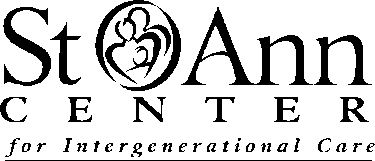 St Ann
CENTER
for Intergenerational Care